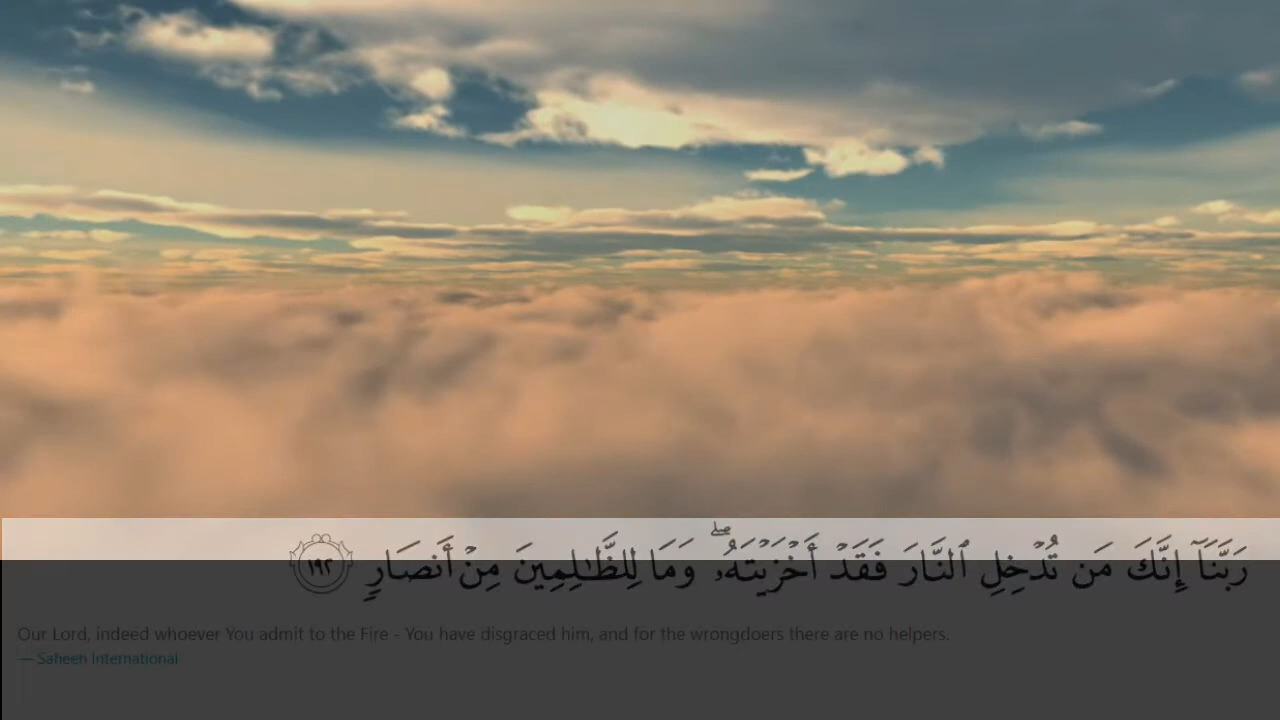 رَبَّنَآ إِنَّكَ مَن تُدْخِلِ ٱلنَّارَ فَقَدْ أَخْزَيْتَهُۥ ۖ وَمَا لِلظَّـٰلِمِينَ مِنْ أَنصَارٍ ١٩٢
Our Lord, indeed whoever You admit to the Fire - You have disgraced him, and for the wrongdoers there are no helpers.
— Saheeh International